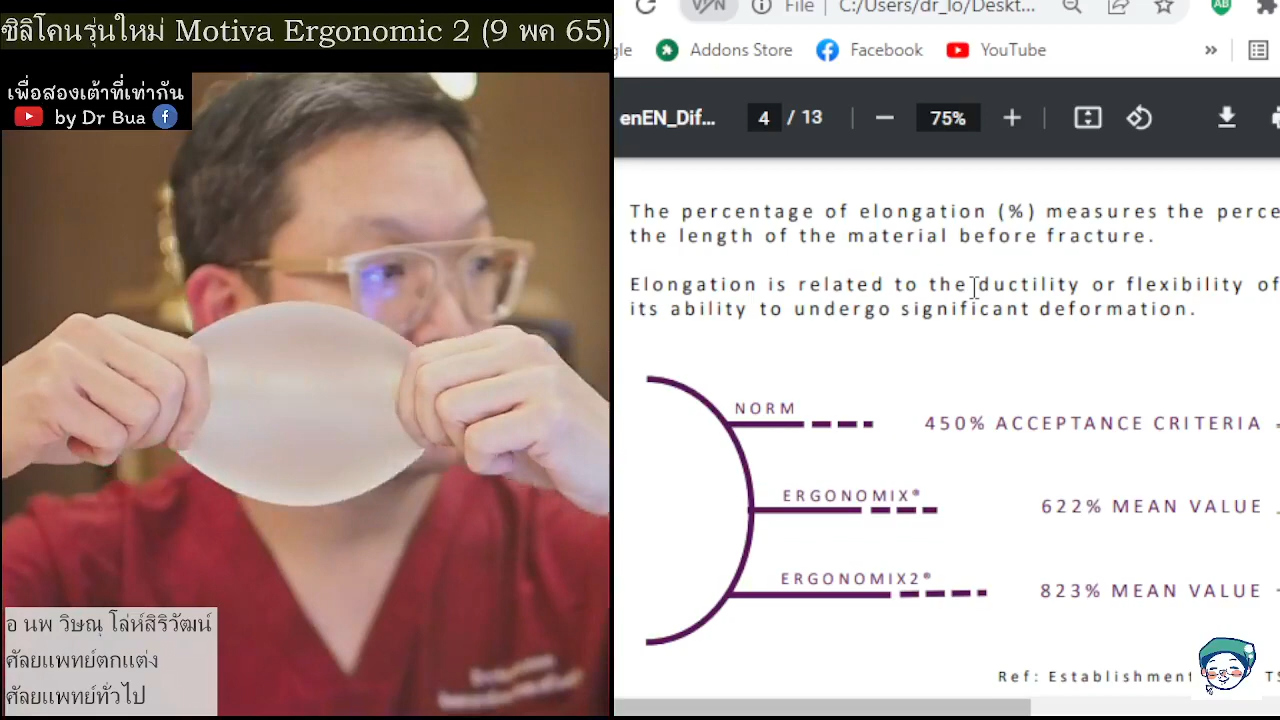 ซิลิโคนรุ่นใหม่ Motiva Ergonomic 2 (9 พค 65)
เพื่อสองเต้าที่เท่ากัน
by Dr Bua
อ นพ วิษณุ โล่ห์สิริวัฒน์
ศัลยแพทย์ตกแต่ง
ศัลยแพทย์ทั่วไป
VPN File C:/Users/dr_lo/Deskt...
gle Addons Store Facebook YouTube »
enEN_Dif... 4 / 13 75%
The percentage of elongation (%) measures the perce
the length of the material before fracture.
Elongation is related to the ductility or flexibility of
its ability to undergo significant deformation.
NORM
450% ACCEPTANCE CRITERIA
ERGONOMIX®
622% MEAN VALUE
ERGONOMIX2®
823% MEAN VALUE
Ref: Establishment TS